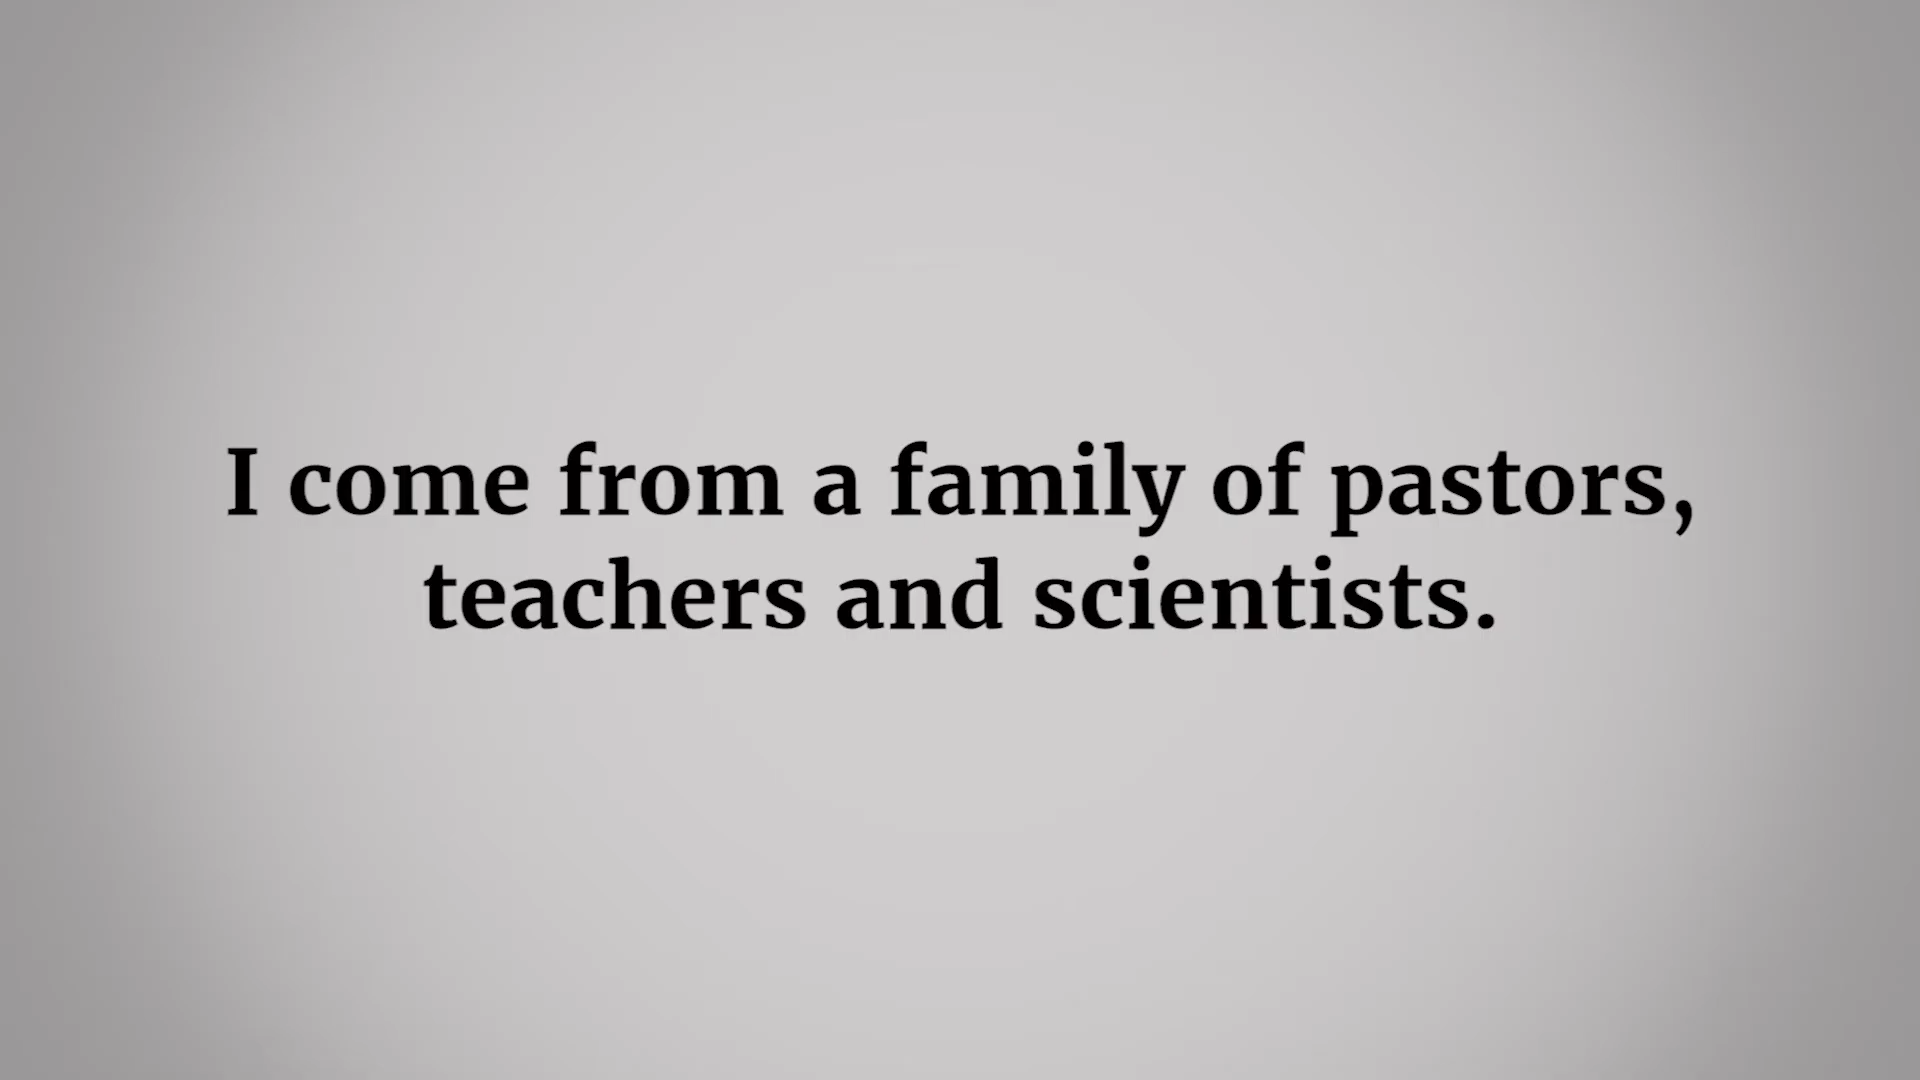 I come from a family of pastors,
teachers and scientists.